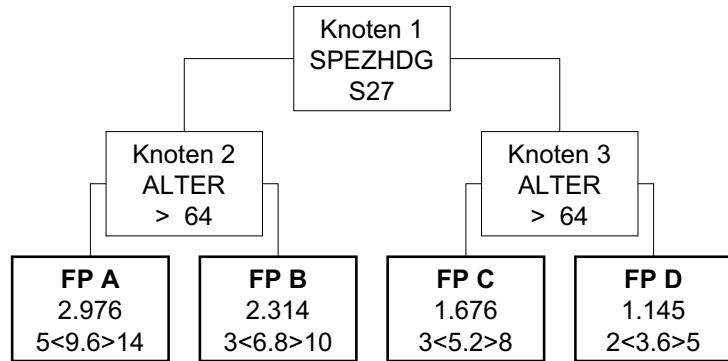 Knoten 1
SPEZHDG
S27
Knoten 2
ALTER
> 64
Knoten 3
ALTER
> 64
FP A
2.976
5<9.6>14
FP B
2.314
3<6.8>10
FP C
1.676
3<5.2>8
FP D
1.145
2<3.6>5